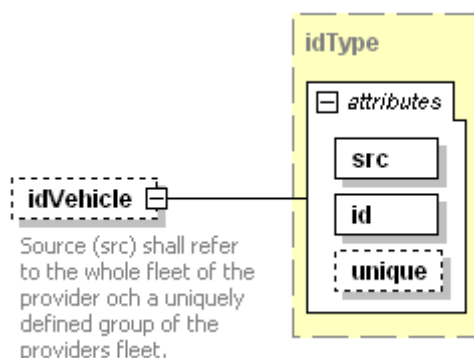 idType
attributes
src
idVehicle
id
unique
Source (src) shall refer
to the whole fleet of the
provider och a uniquely
defined group of the
providers fleet.